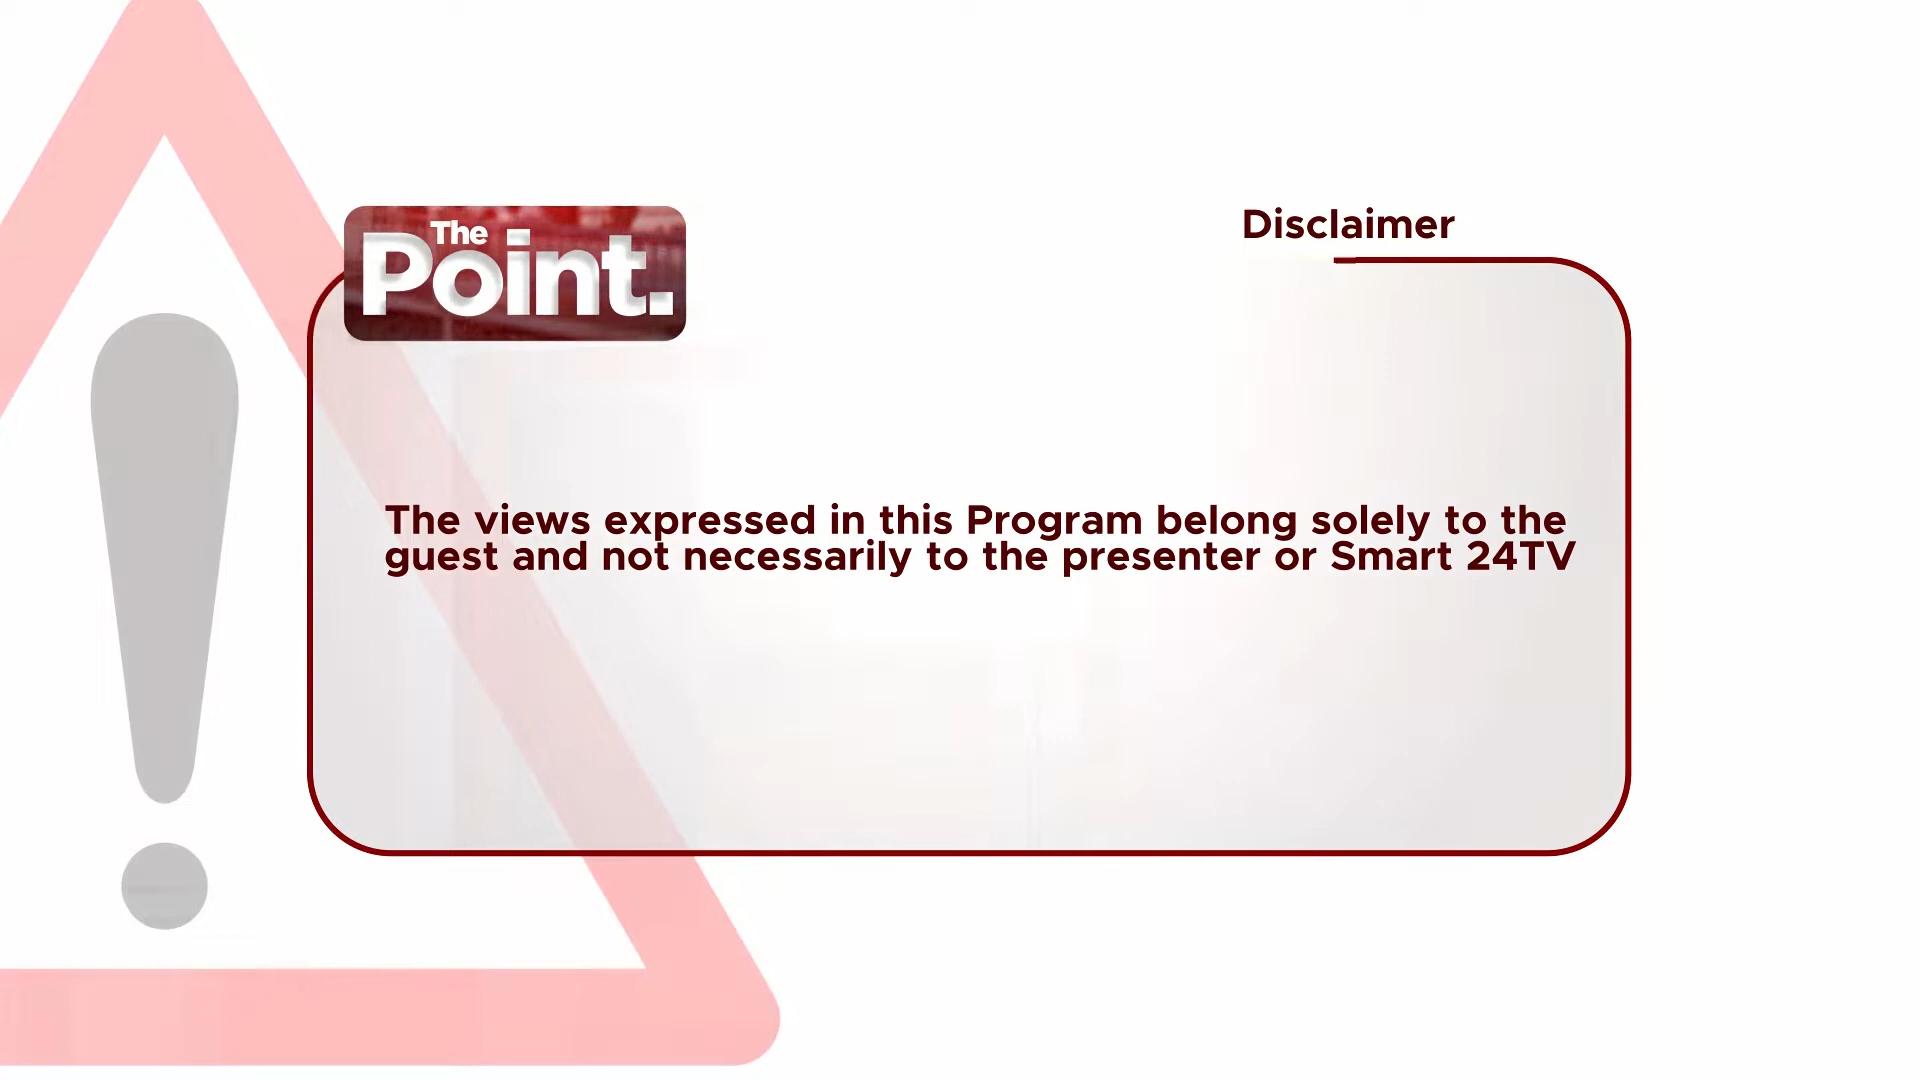 The
Point.
Disclaimer
The views expressed in this Program belong solely to the
guest and not necessarily to the presenter or Smart 24TV